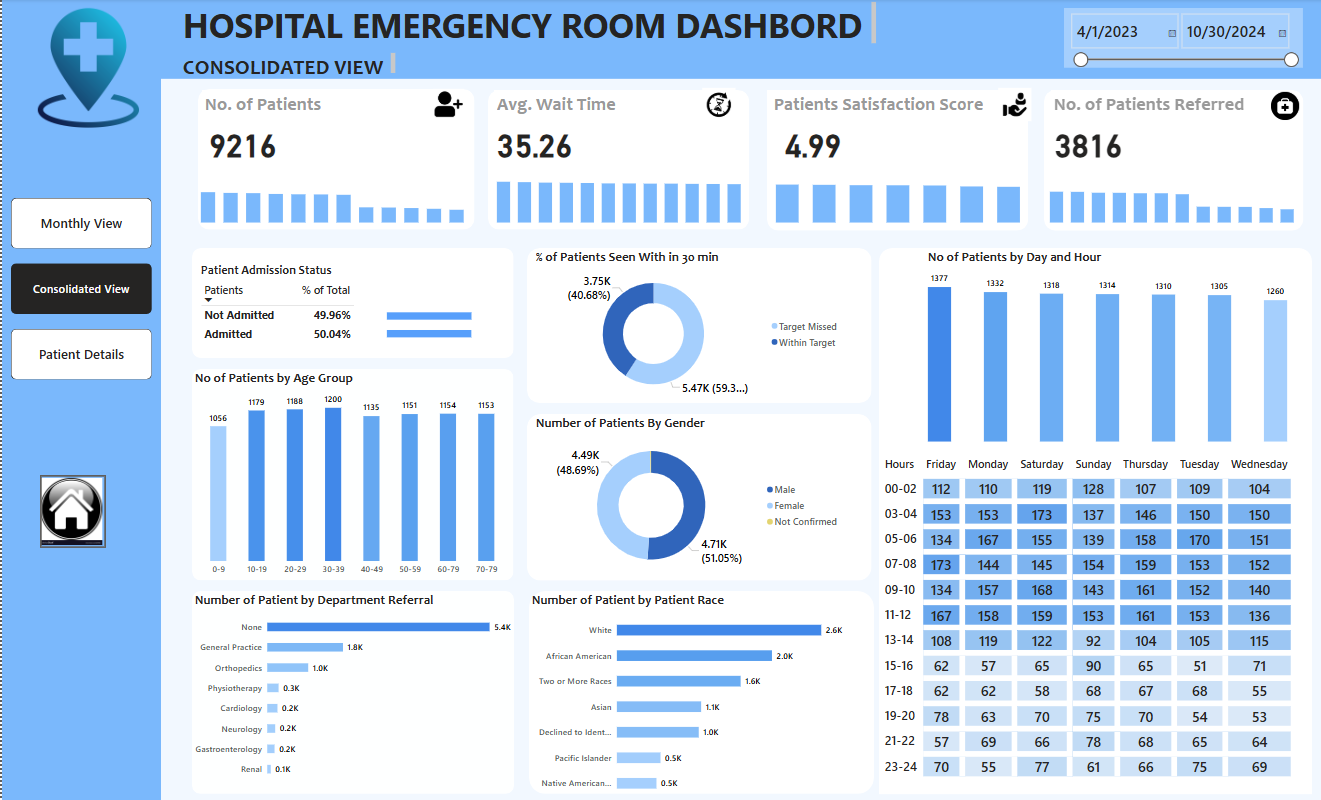 HOSPITAL EMERGENCY ROOM DASHBORD
CONSOLIDATED VIEW
4/1/2023
10/30/2024
Monthly View
Consolidated View
Patient Details
No. of Patients
9216
Avg. Wait Time
35.26
Patients Satisfaction Score
4.99
No. of Patients Referred
3816
Patient Admission Status
Patients % of Total
Not Admitted 49.96%
Admitted 50.04%
No of Patients by Age Group
1056 1179 1188 1200 1135 1151 1154 1153
0-9 10-19 20-29 30-39 40-49 50-59 60-79 70-79
Number of Patient by Department Referral
None 5.4K
General Practice 1.8K
Orthopedics 1.0K
Physiotherapy 0.3K
Cardiology 0.2K
Neurology 0.2K
Gastroenterology 0.2K
Renal 0.1K
% of Patients Seen With in 30 min
3.75K
(40.68%)
5.47K (59.3...)
Target Missed
Within Target
Number of Patients By Gender
4.49K
(48.69%)
4.71K
(51.05%)
Male
Female
Not Confirmed
Number of Patient by Patient Race
White 2.6K
African American 2.0K
Two or More Races 1.6K
Asian 1.1K
Declined to Ident... 1.0K
Pacific Islander 0.5K
Native American... 0.5K
No of Patients by Day and Hour
1377 1332 1318 1314 1310 1305 1260
Hours Friday Monday Saturday Sunday Thursday Tuesday Wednesday
00-02 112 110 119 128 107 109 104
03-04 153 153 173 137 146 150 150
05-06 134 167 155 139 158 170 151
07-08 173 144 145 154 159 153 152
09-10 134 157 168 143 161 152 140
11-12 167 158 159 153 161 153 136
13-14 108 119 122 92 104 105 115
15-16 62 57 65 90 65 51 71
17-18 62 62 58 68 67 68 55
19-20 78 63 70 75 70 54 53
21-22 57 69 66 78 68 65 64
23-24 70 55 77 61 66 75 69